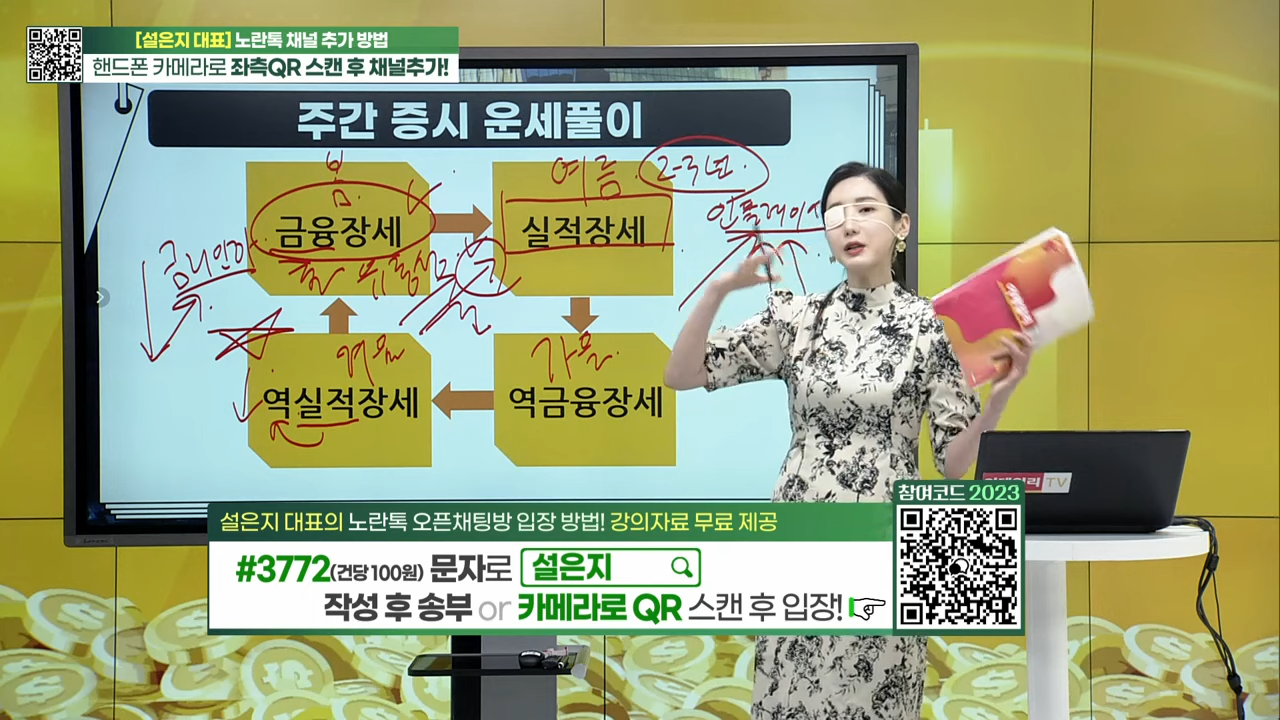 [설은지 대표] 노란톡 채널 추가 방법
핸드폰 카메라로 좌측QR 스캔 후 채널추가!
주간 증시 운세풀이
봄
여름
2-3년
금융장세
실적장세
인플레이
금리인하
겨울
가을
역실적장세
역금융장세
TV
참여코드 2023
설은지 대표의 노란톡 오픈채팅방 입장 방법! 강의자료 무료 제공
#3772(건당 100원) 문자로 설은지
작성 후 송부 or 카메라로 QR 스캔 후 입장!